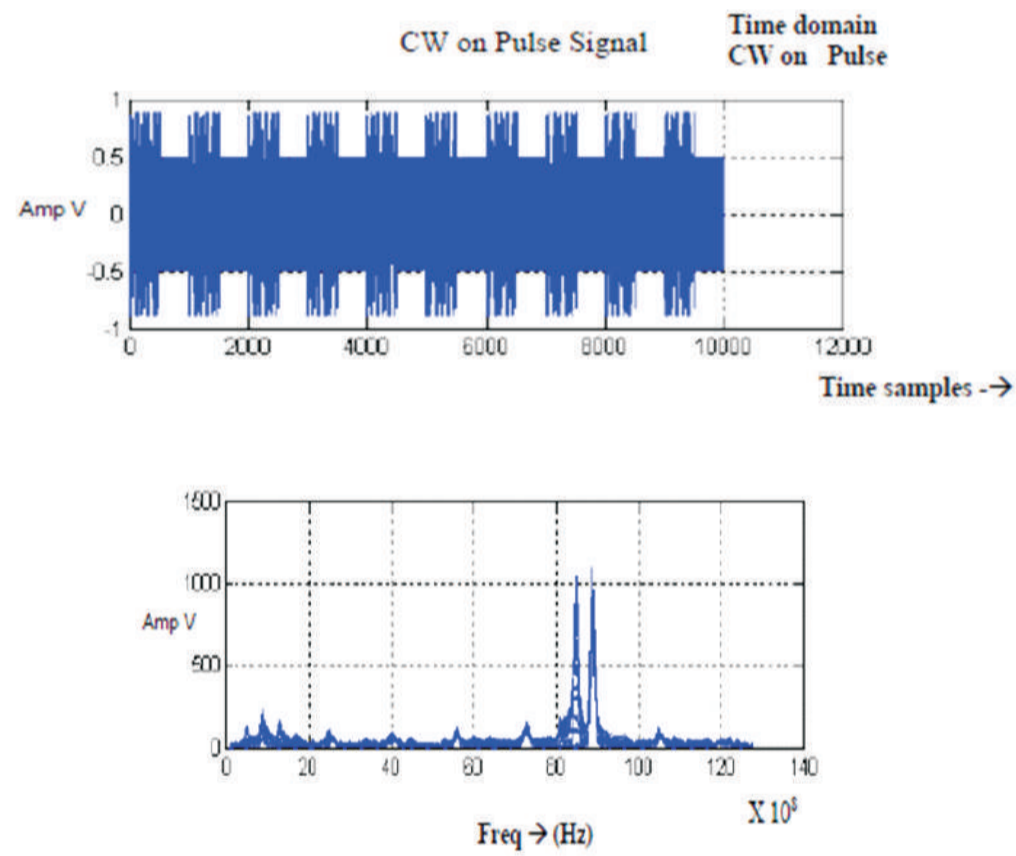 CW on Pulse Signal
Time domain
CW on Pulse
1
0.5
Amp V
0
-0.5
-1
0 2000 4000 6000 8000 10000 12000
Time samples -→
1500
1000
Amp V
500
0
0 20 40 60 80 100 120 140
X 10⁸
Freq → (Hz)